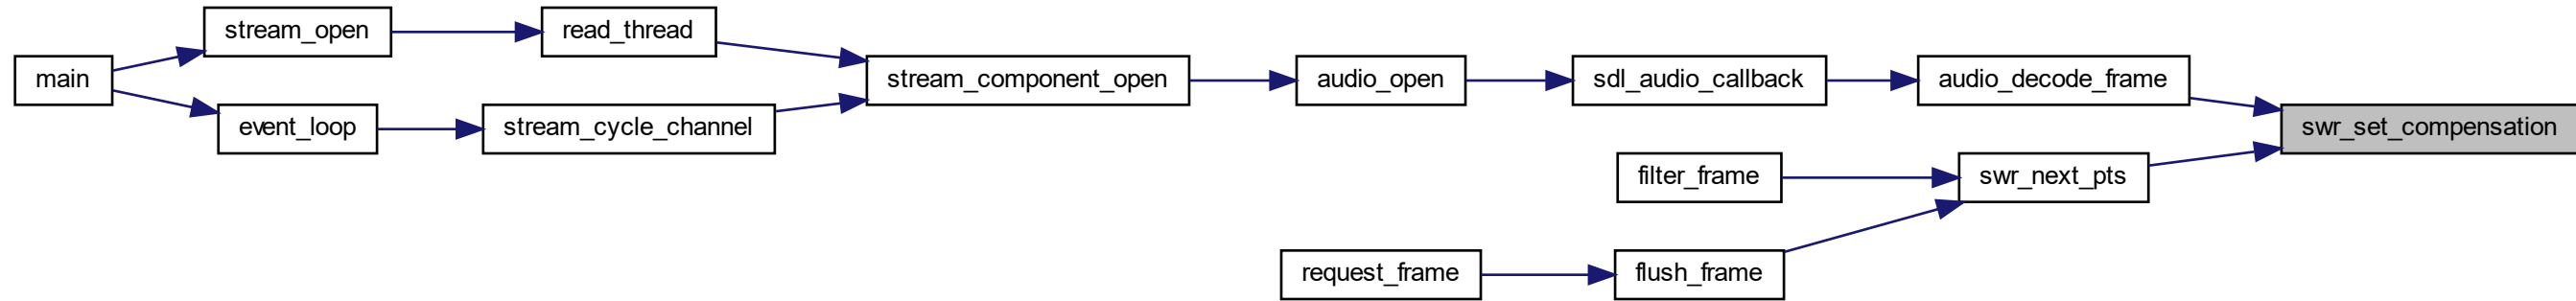 main
stream_open
event_loop
read_thread
stream_cycle_channel
stream_component_open
audio_open
request_frame
sdl_audio_callback
filter_frame
flush_frame
audio_decode_frame
swr_next_pts
swr_set_compensation